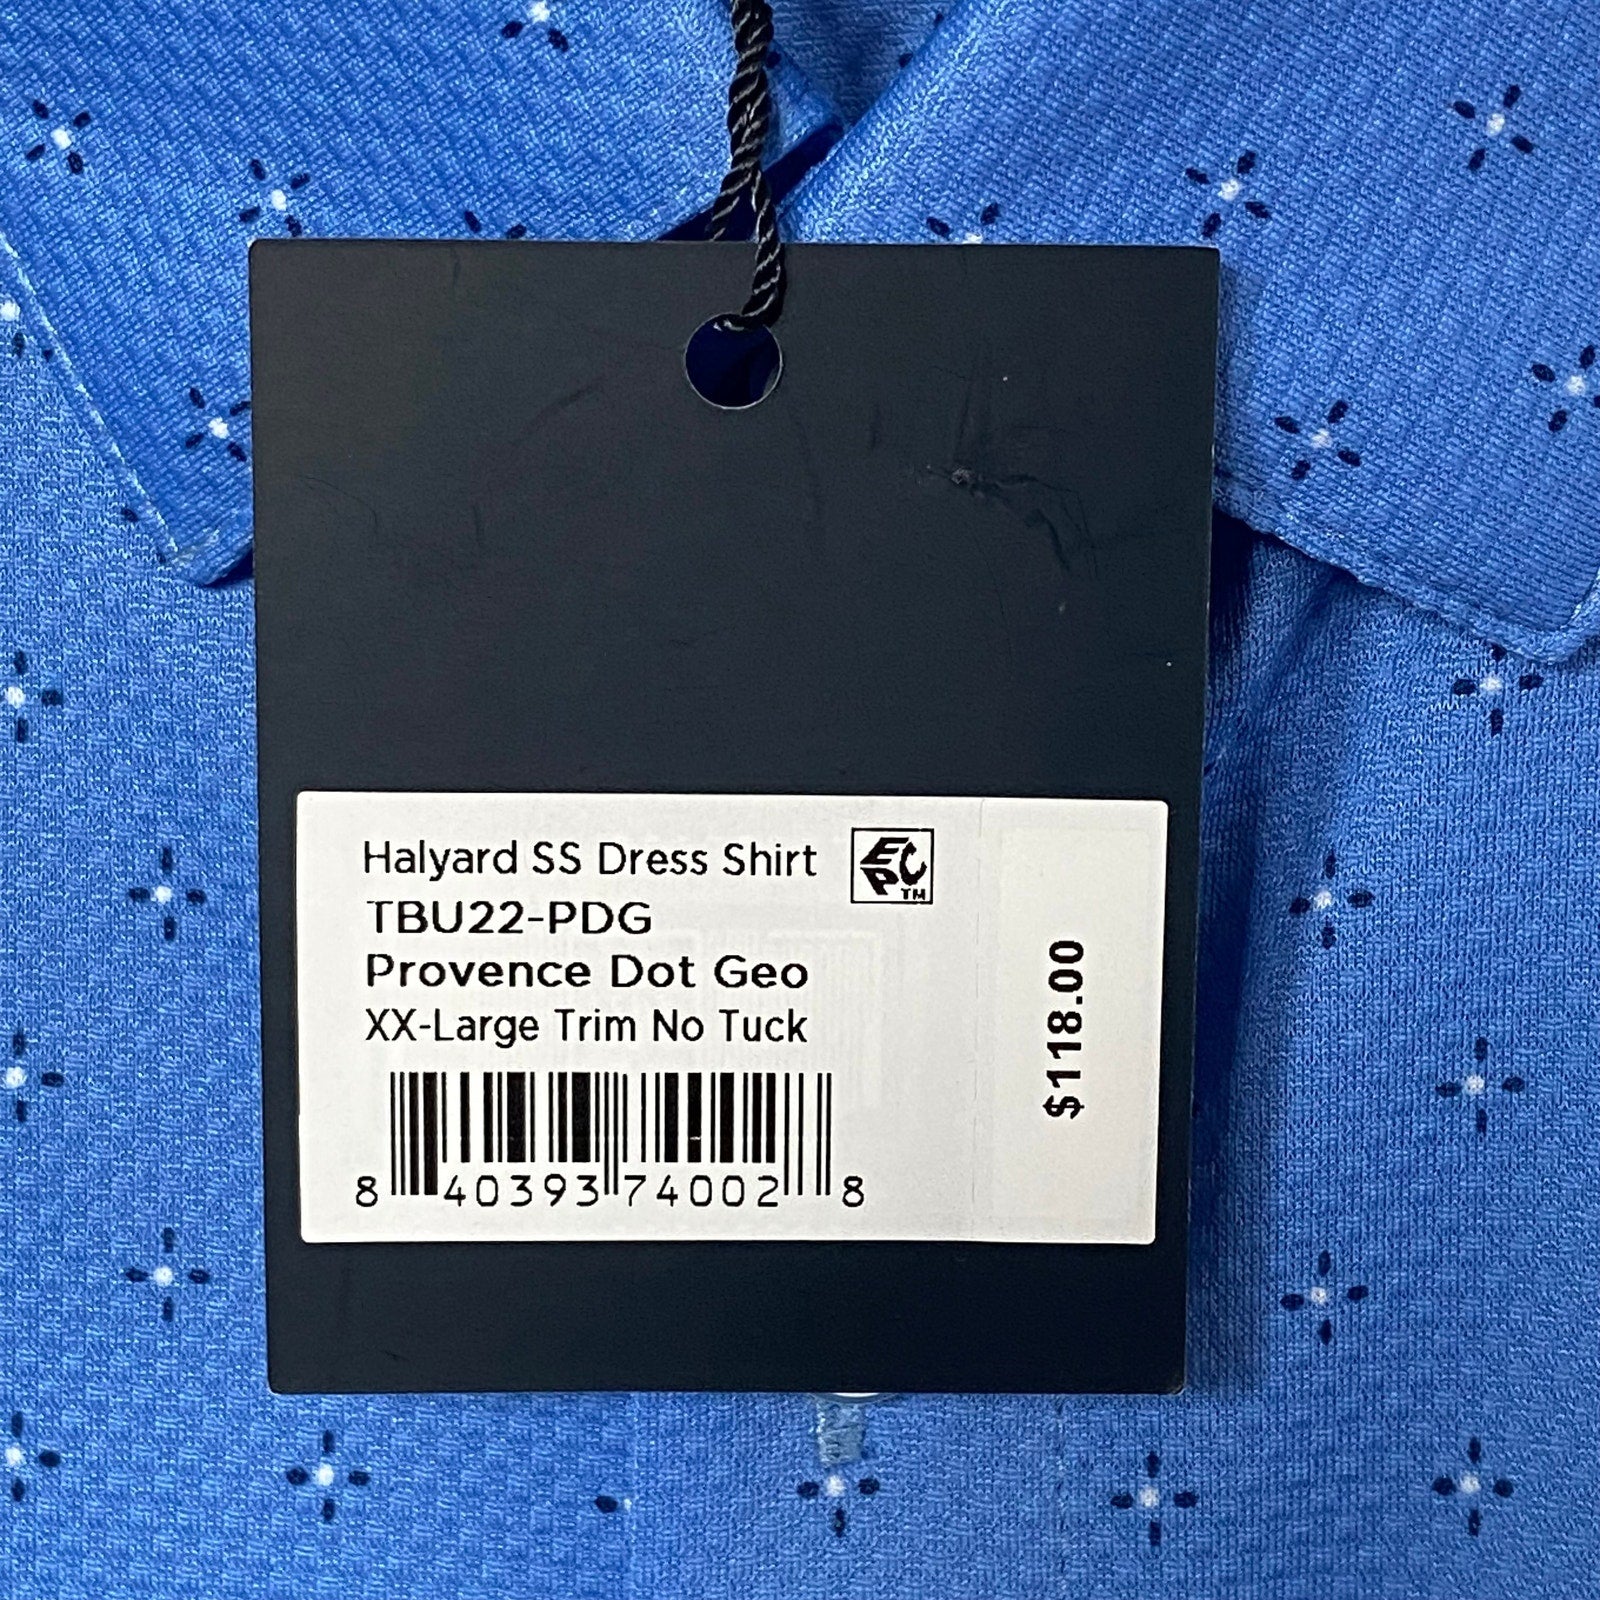 Halyard SS Dress Shirt
EPC™
TBU22-PDG
Provence Dot Geo
XX-Large Trim No Tuck
8 40393 74002 8
$118.00